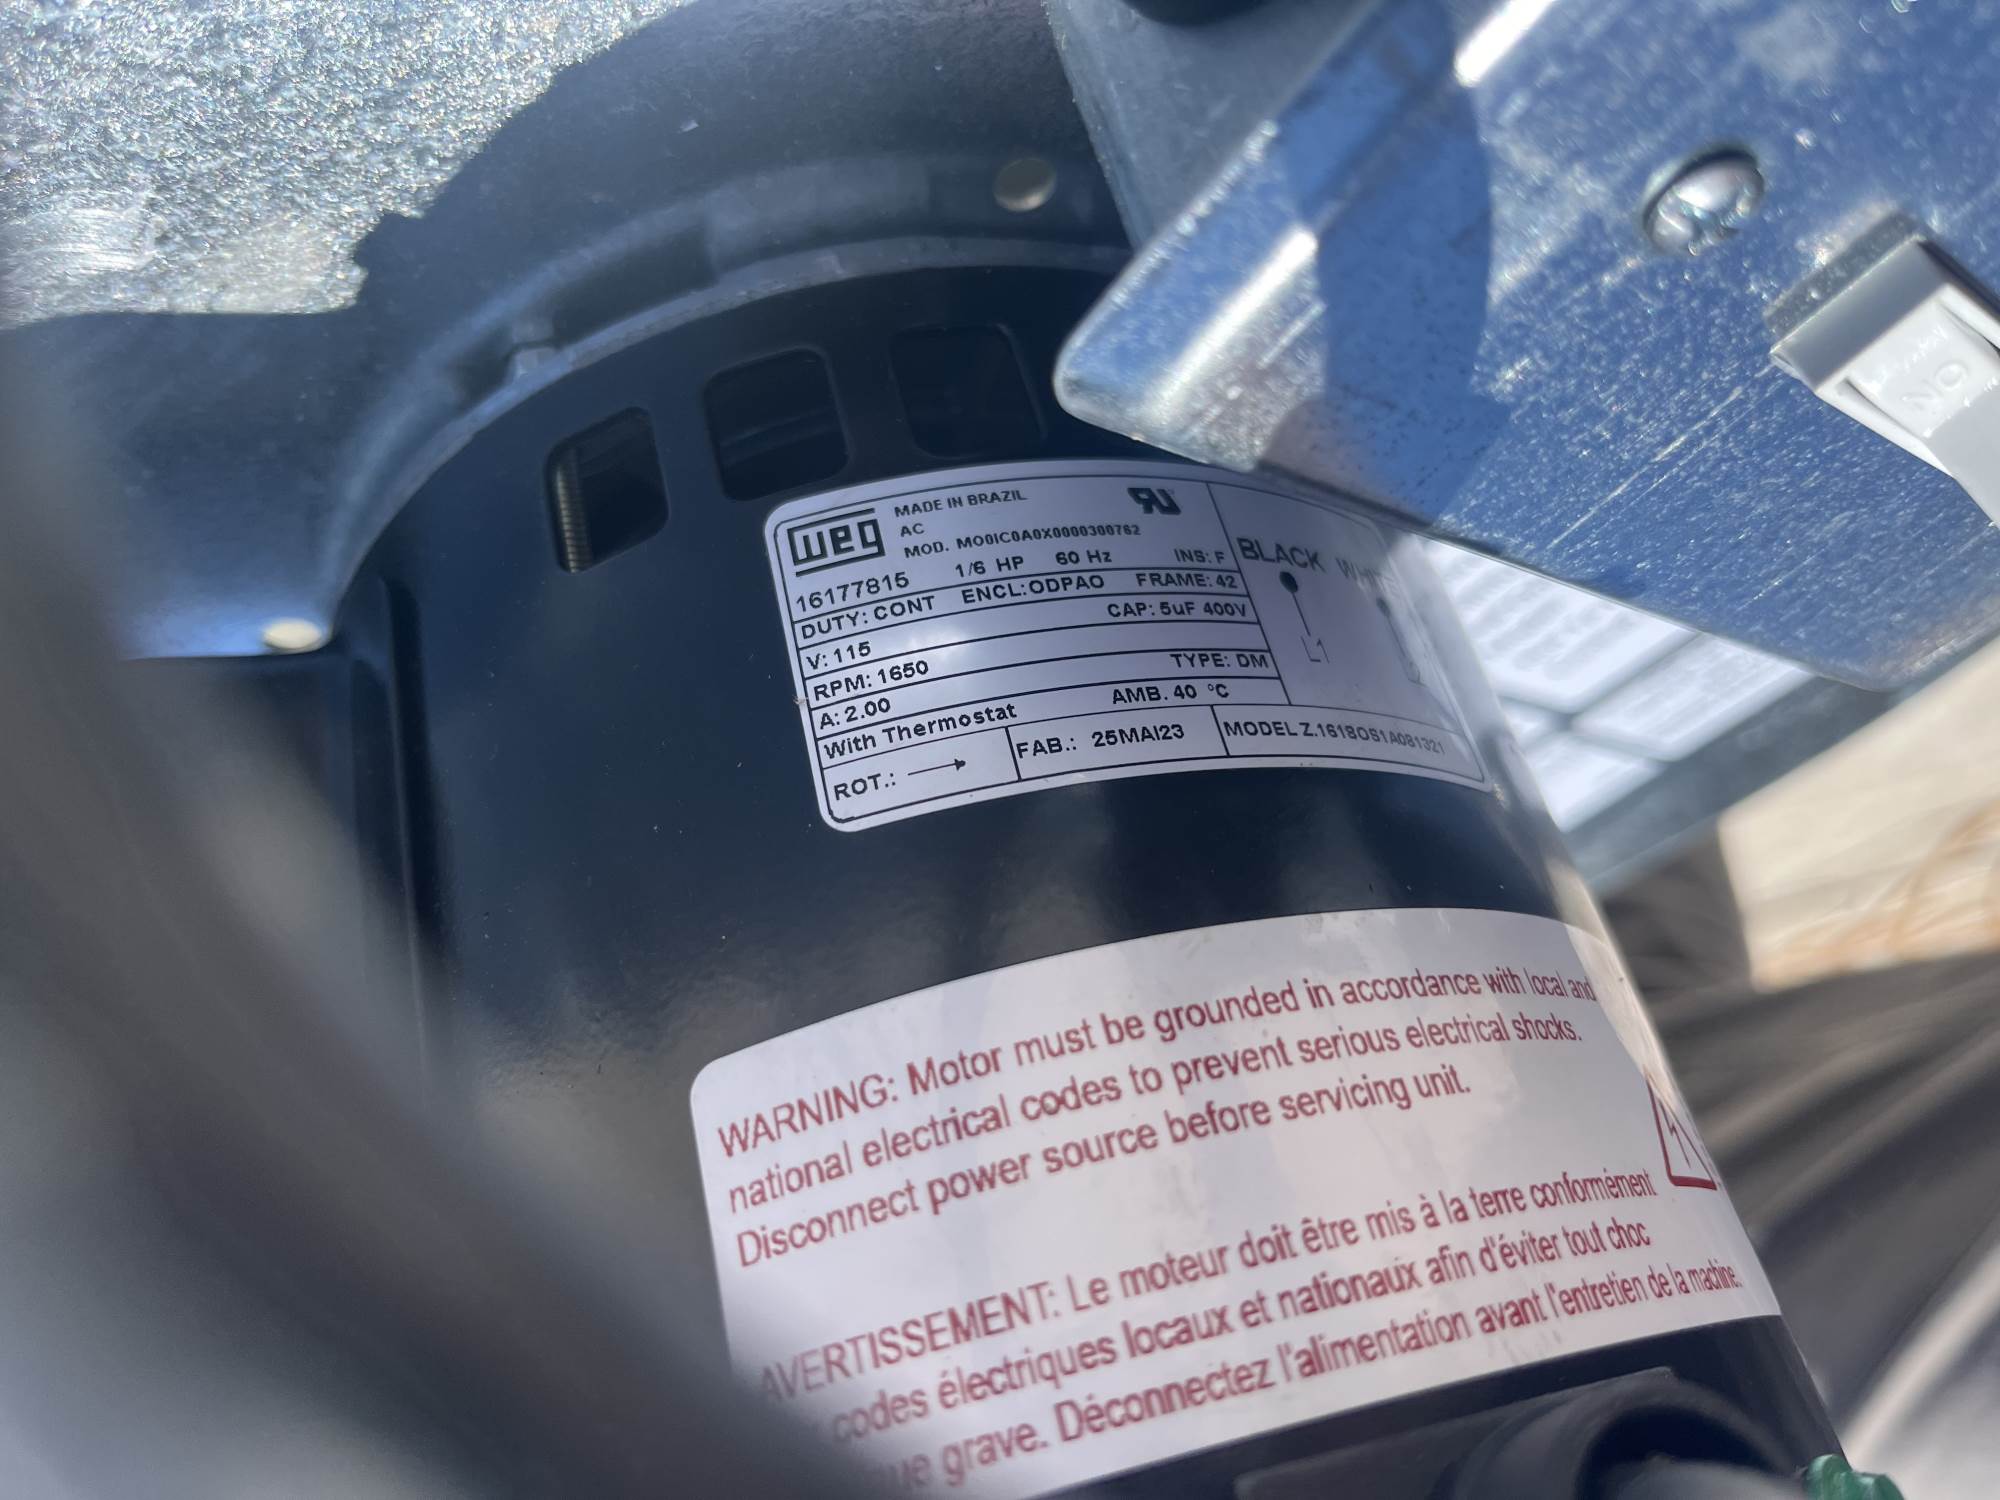 weg
MADE IN BRAZIL
AC
MOD. MO0IC0A0X0000300762
16177815 1/6 HP 60 Hz INS: F
DUTY: CONT ENCL: ODPAO FRAME: 42
CAP: 5uF 400V
V: 115
RPM: 1650 TYPE: DM
A: 2.00
With Thermostat AMB. 40 °C
ROT.: → FAB.: 25MAI23 MODEL Z.1618OS1A081321
BLACK
L1
NO
WARNING: Motor must be grounded in accordance with local and
national electrical codes to prevent serious electrical shocks.
Disconnect power source before servicing unit.
AVERTISSEMENT: Le moteur doit être mis à la terre conformément
codes électriques locaux et nationaux afin d'éviter tout choc
grave. Déconnectez l'alimentation avant l'entretien de la machine.